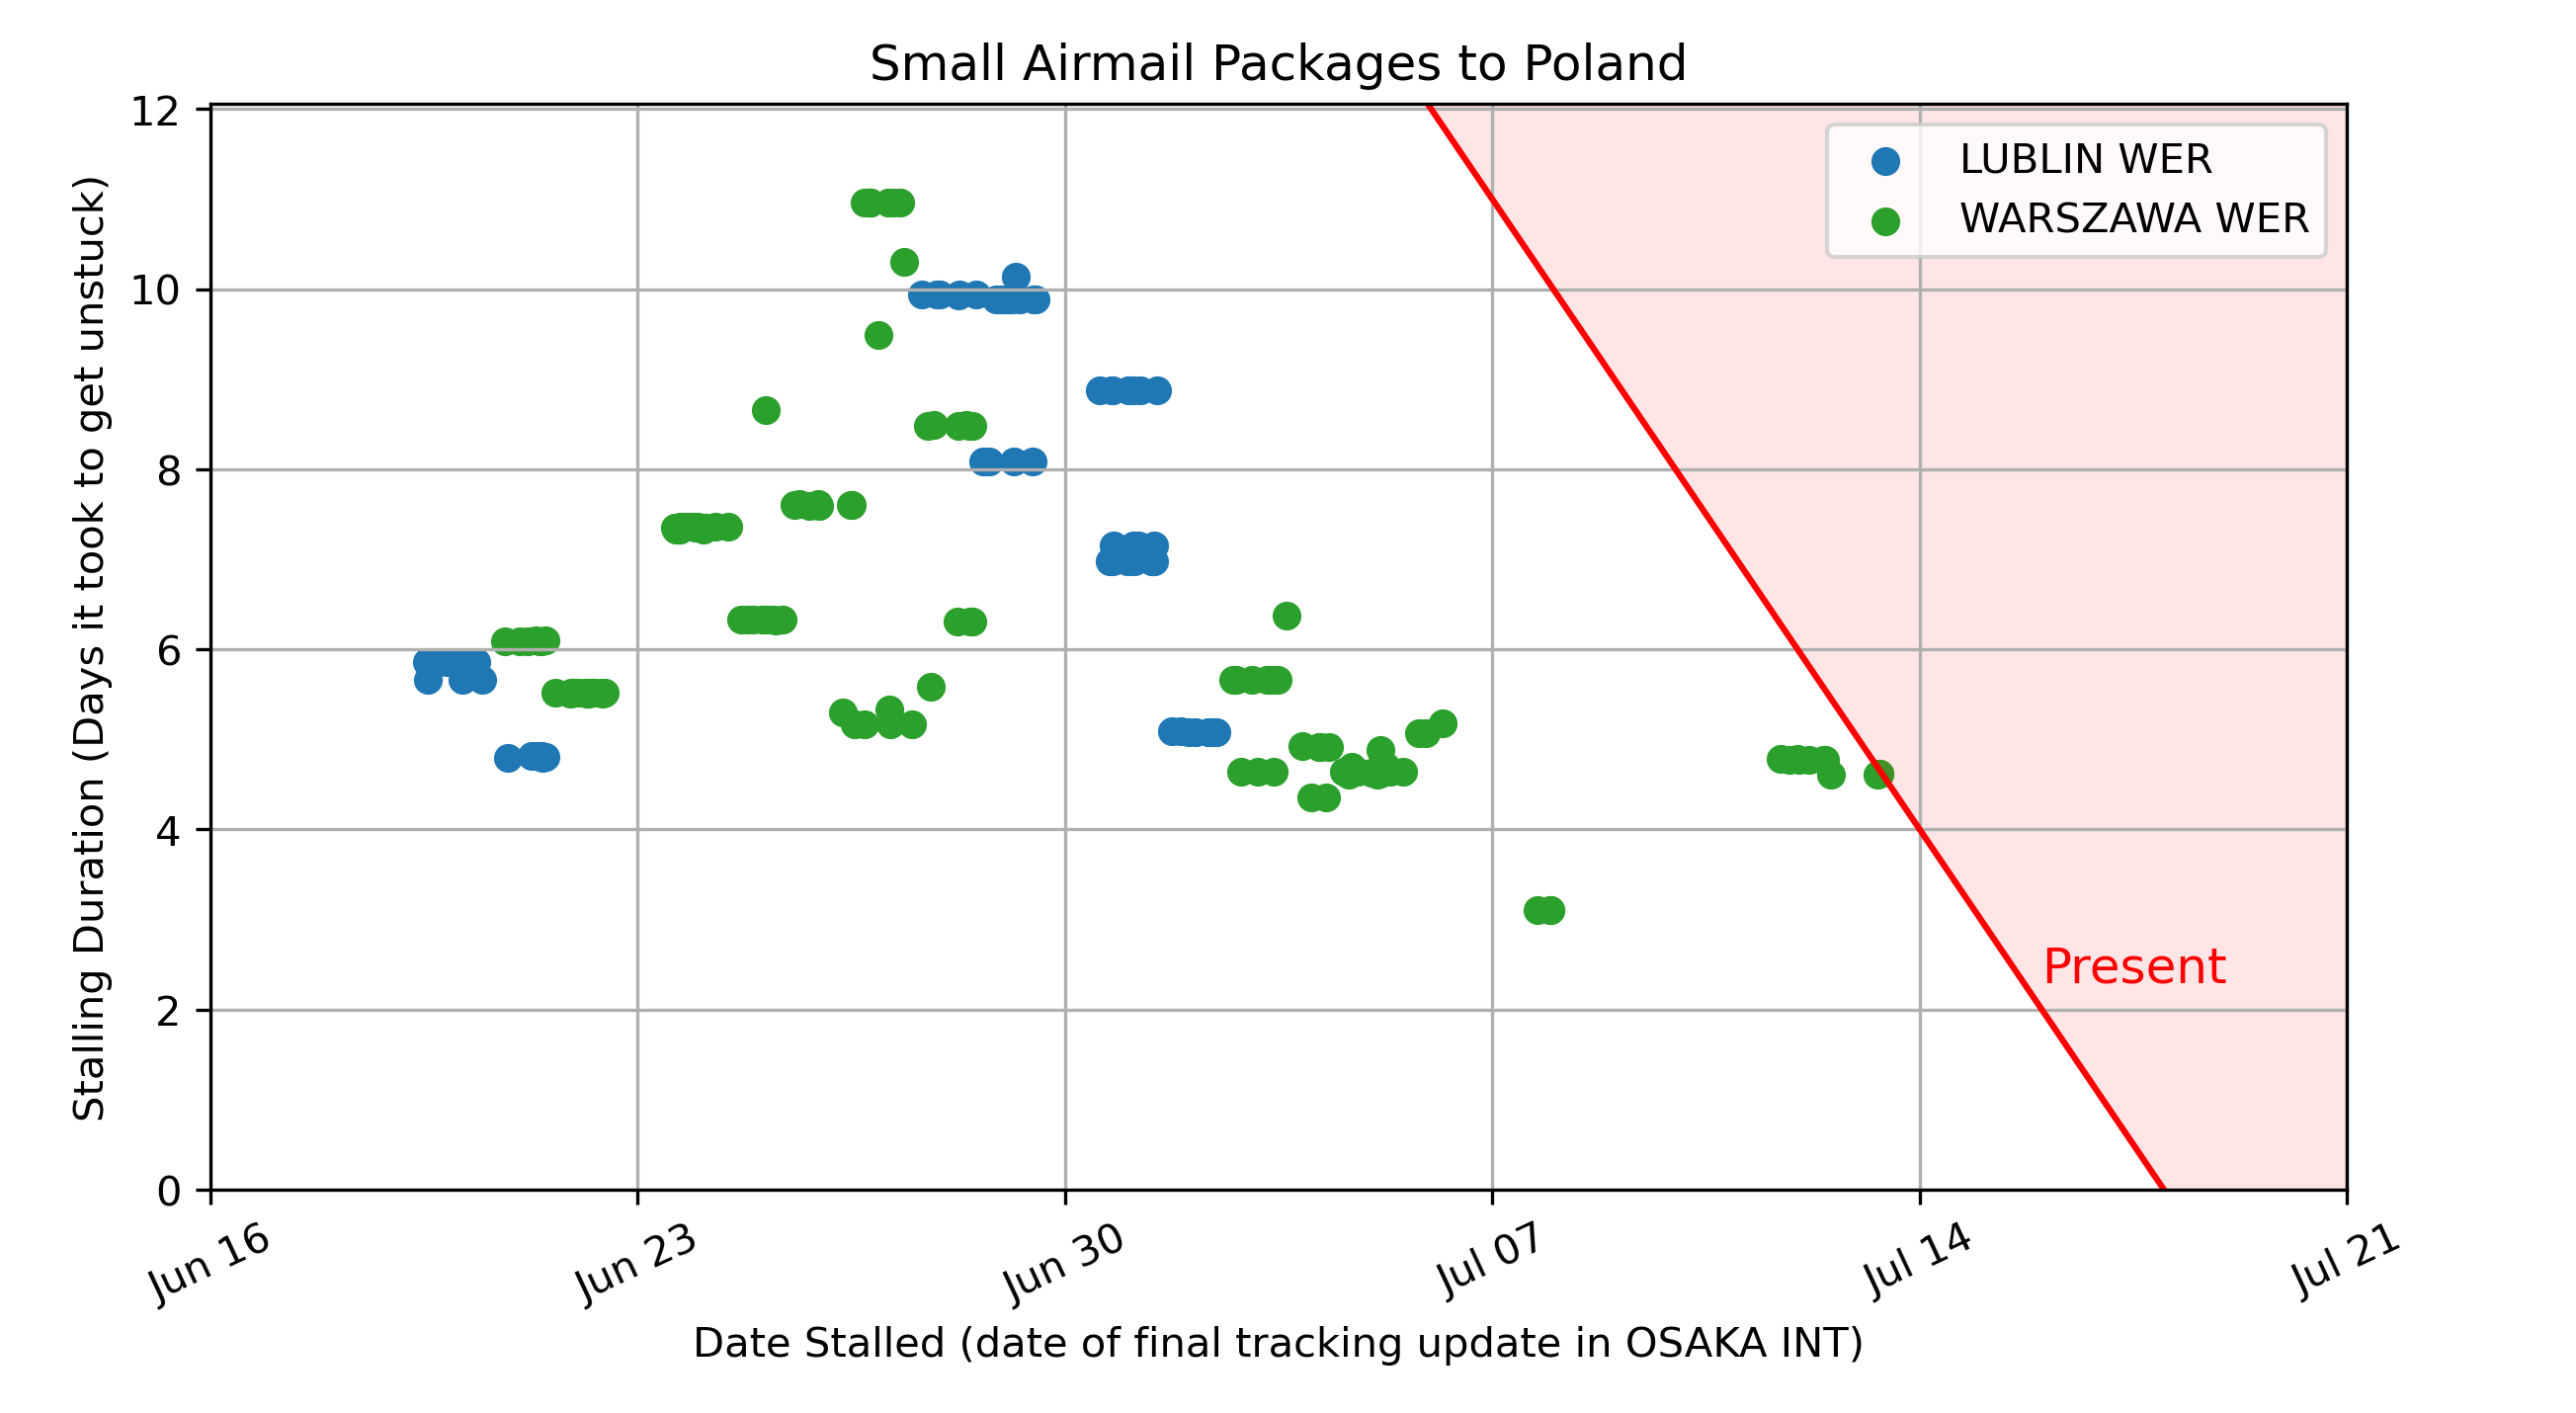 Small Airmail Packages to Poland
Stalling Duration (Days it took to get unstuck)
12
10
8
6
4
2
0
LUBLIN WER
WARSZAWA WER
Present
Jun 16
Jun 23
Jun 30
Jul 07
Jul 14
Jul 21
Date Stalled (date of final tracking update in OSAKA INT)